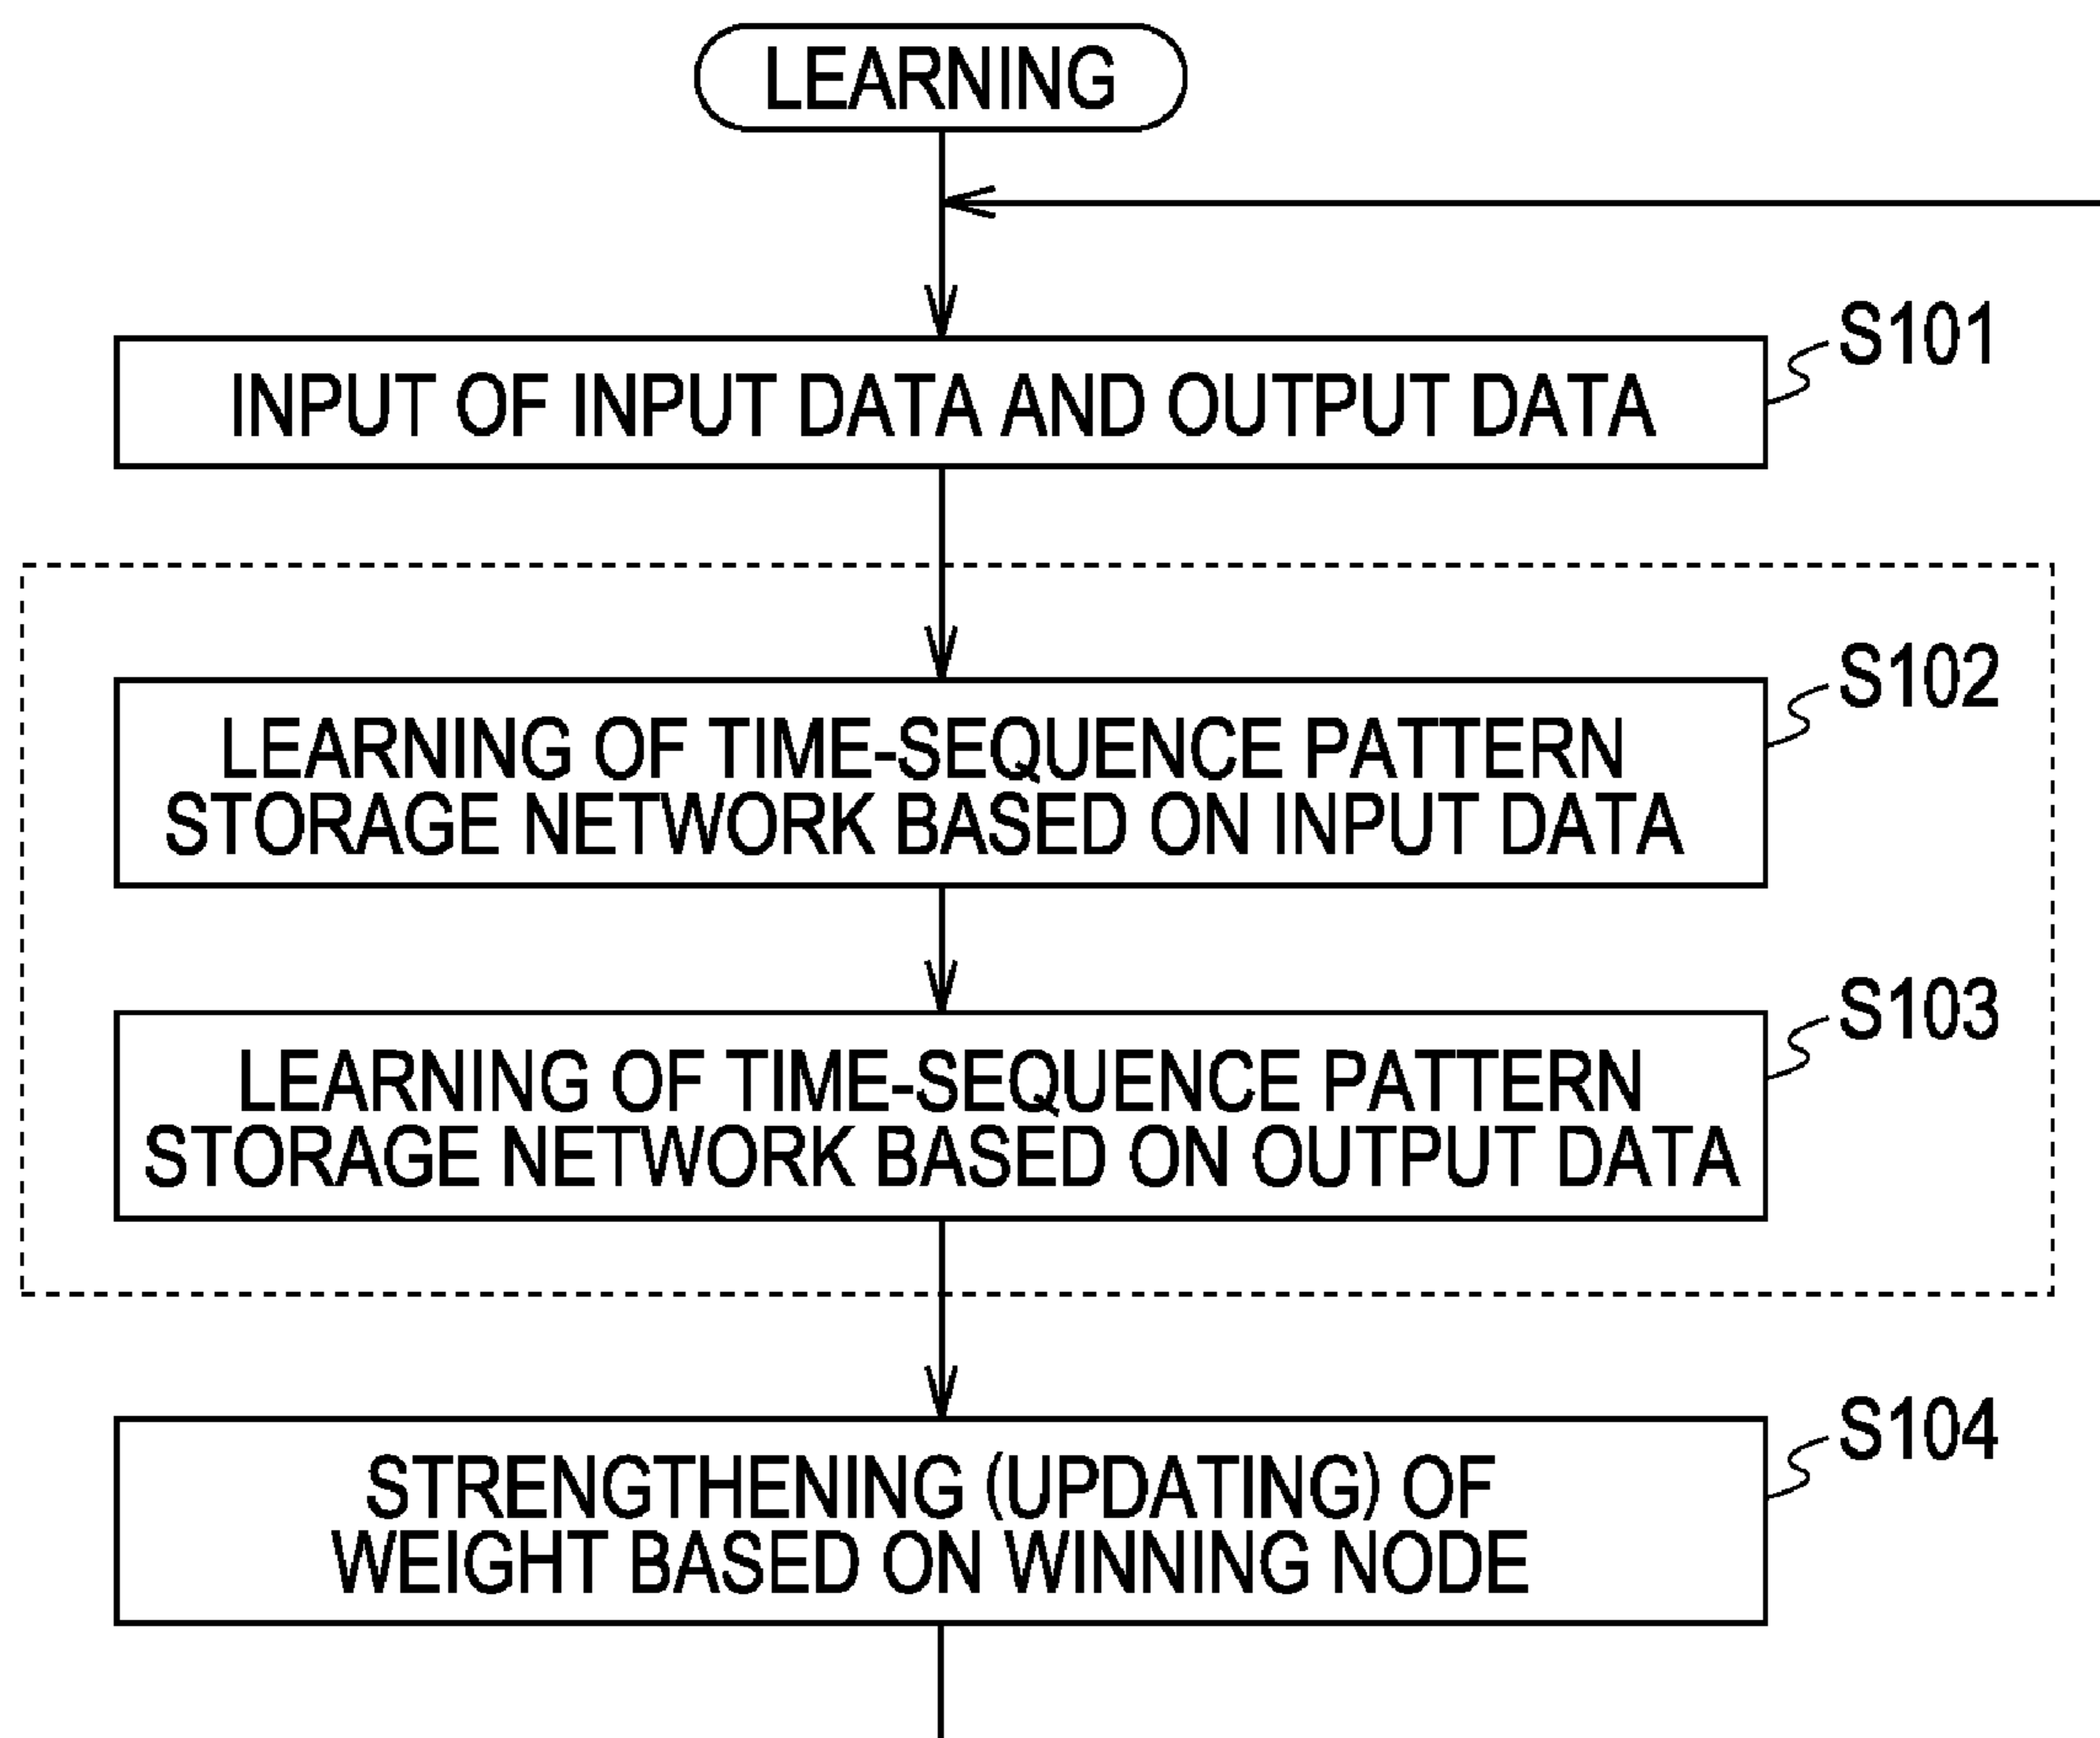 LEARNING
INPUT OF INPUT DATA AND OUTPUT DATA
S101
LEARNING OF TIME-SEQUENCE PATTERN
STORAGE NETWORK BASED ON INPUT DATA
S102
LEARNING OF TIME-SEQUENCE PATTERN
STORAGE NETWORK BASED ON OUTPUT DATA
S103
STRENGTHENING (UPDATING) OF
WEIGHT BASED ON WINNING NODE
S104